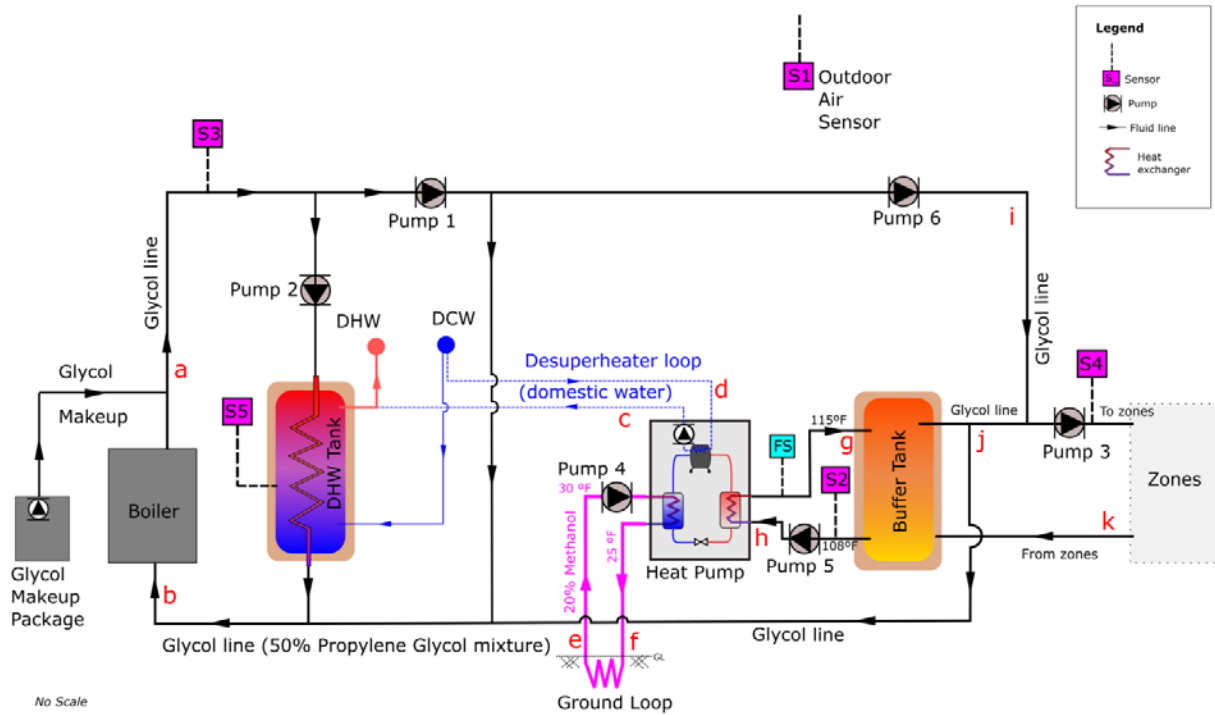 S1 Outdoor
Air
Sensor
Legend
S_
Sensor
Pump
Fluid line
Heat
exchanger
S3
Pump 1
Pump 6
i
Glycol line
Glycol line
Pump 2
DHW
DCW
Desuperheater loop
(domestic water)
d
c
a
Glycol
Makeup
S5
DHW Tank
S4
Glycol line
To zones
j
Pump 3
115ºF
g
FS
S2
Buffer Tank
Zones
Pump 4
30 ºF
Boiler
h
108ºF
k
From zones
Pump 5
Heat Pump
25 ºF
20% Methanol
Glycol
Makeup
Package
b
Glycol line (50% Propylene Glycol mixture)
Glycol line
e
f
GL
Ground Loop
No Scale